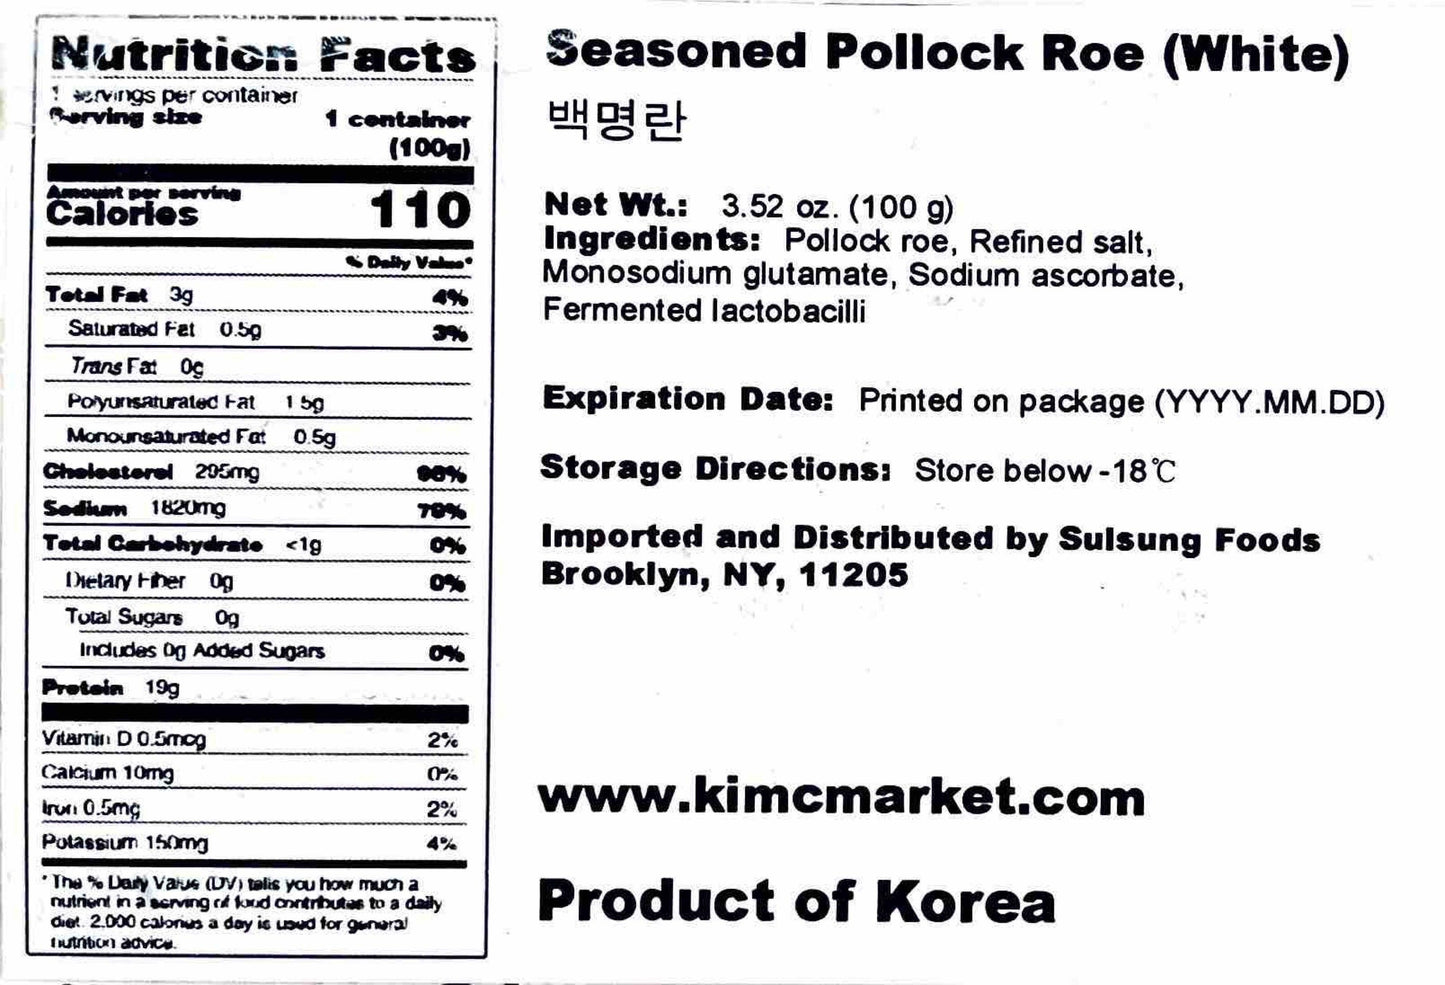 Nutrition Facts
1 servings per container
Serving size 1 container
(100g)
Amount per serving
Calories 110
% Daily Value*
Total Fat 3g 4%
Saturated Fat 0.5g 3%
Trans Fat 0g
Polyunsaturated Fat 1.5g
Monounsaturated Fat 0.5g
Cholesterol 295mg 98%
Sodium 1820mg 79%
Total Carbohydrate <1g 0%
Dietary Fiber 0g 0%
Total Sugars 0g
Includes 0g Added Sugars 0%
Protein 19g
Vitamin D 0.5mcg 2%
Calcium 10mg 0%
Iron 0.5mg 2%
Potassium 150mg 4%
* The % Daily Value (DV) tells you how much a
nutrient in a serving of food contributes to a daily
diet. 2,000 calories a day is used for general
nutrition advice.
Seasoned Pollock Roe (White)
백명란
Net Wt.: 3.52 oz. (100 g)
Ingredients: Pollock roe, Refined salt,
Monosodium glutamate, Sodium ascorbate,
Fermented lactobacilli
Expiration Date: Printed on package (YYYY.MM.DD)
Storage Directions: Store below -18℃
Imported and Distributed by Sulsung Foods
Brooklyn, NY, 11205
www.kimcmarket.com
Product of Korea